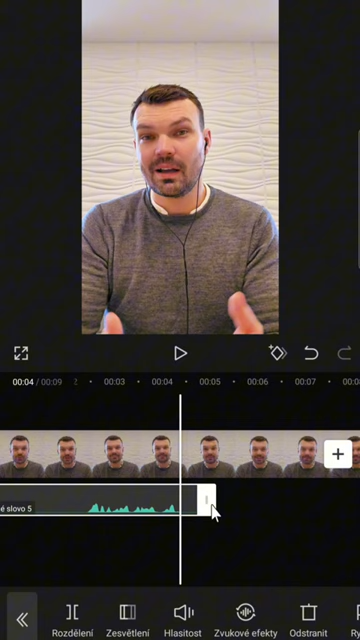 00:04 / 00:09
00:03
00:04
00:05
00:06
00:07
é slovo 5
Rozdělení
Zesvětlení
Hlasitost
Zvukové efekty
Odstranit